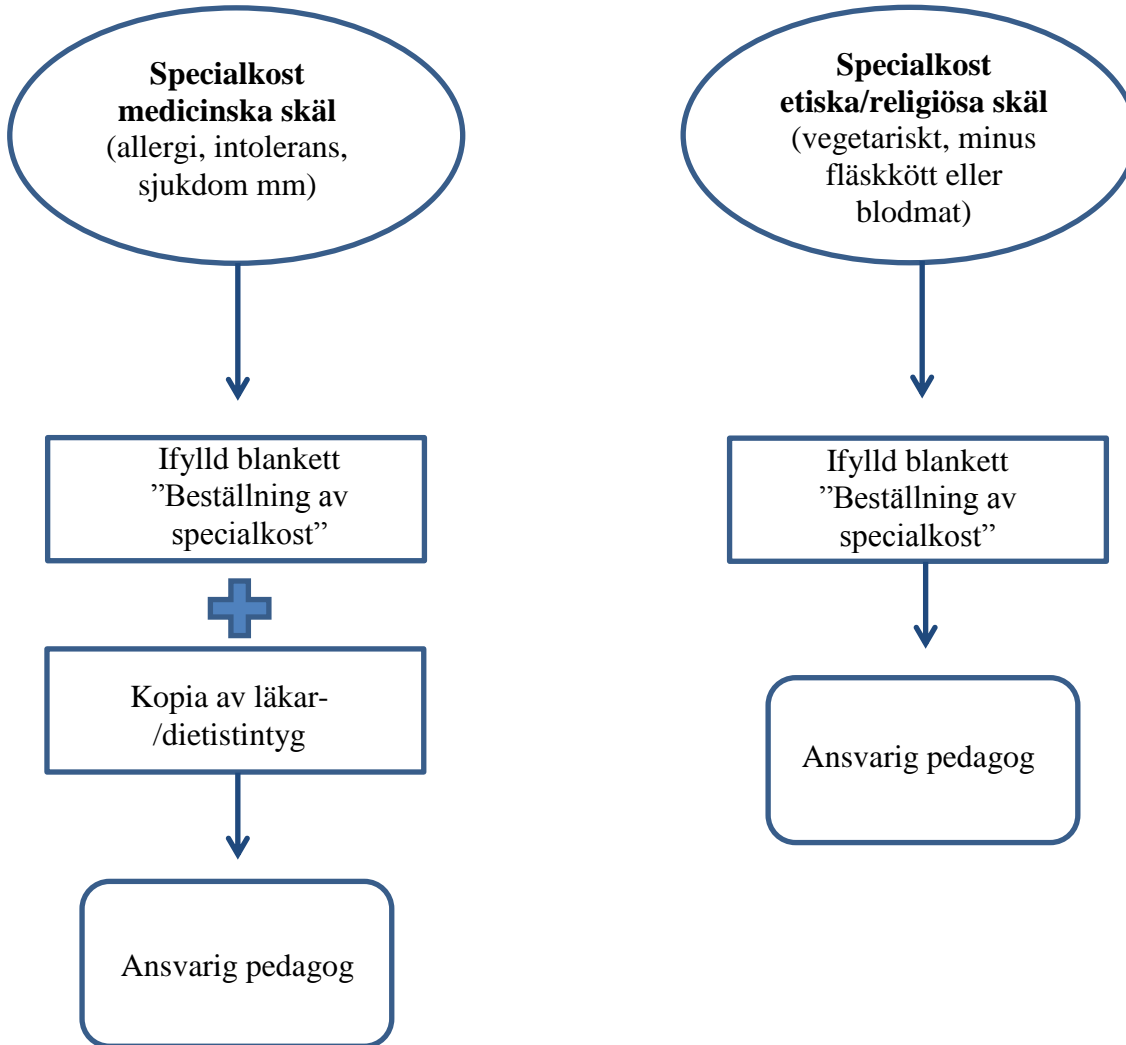 Specialkost
medicinska skäl
(allergi, intolerans,
sjukdom mm)
Ifylld blankett
”Beställning av
specialkost”
Kopia av läkar-
/dietistintyg
Ansvarig pedagog
Specialkost
etiska/religiösa skäl
(vegetariskt, minus
fläskkött eller
blodmat)
Ifylld blankett
”Beställning av
specialkost”
Ansvarig pedagog